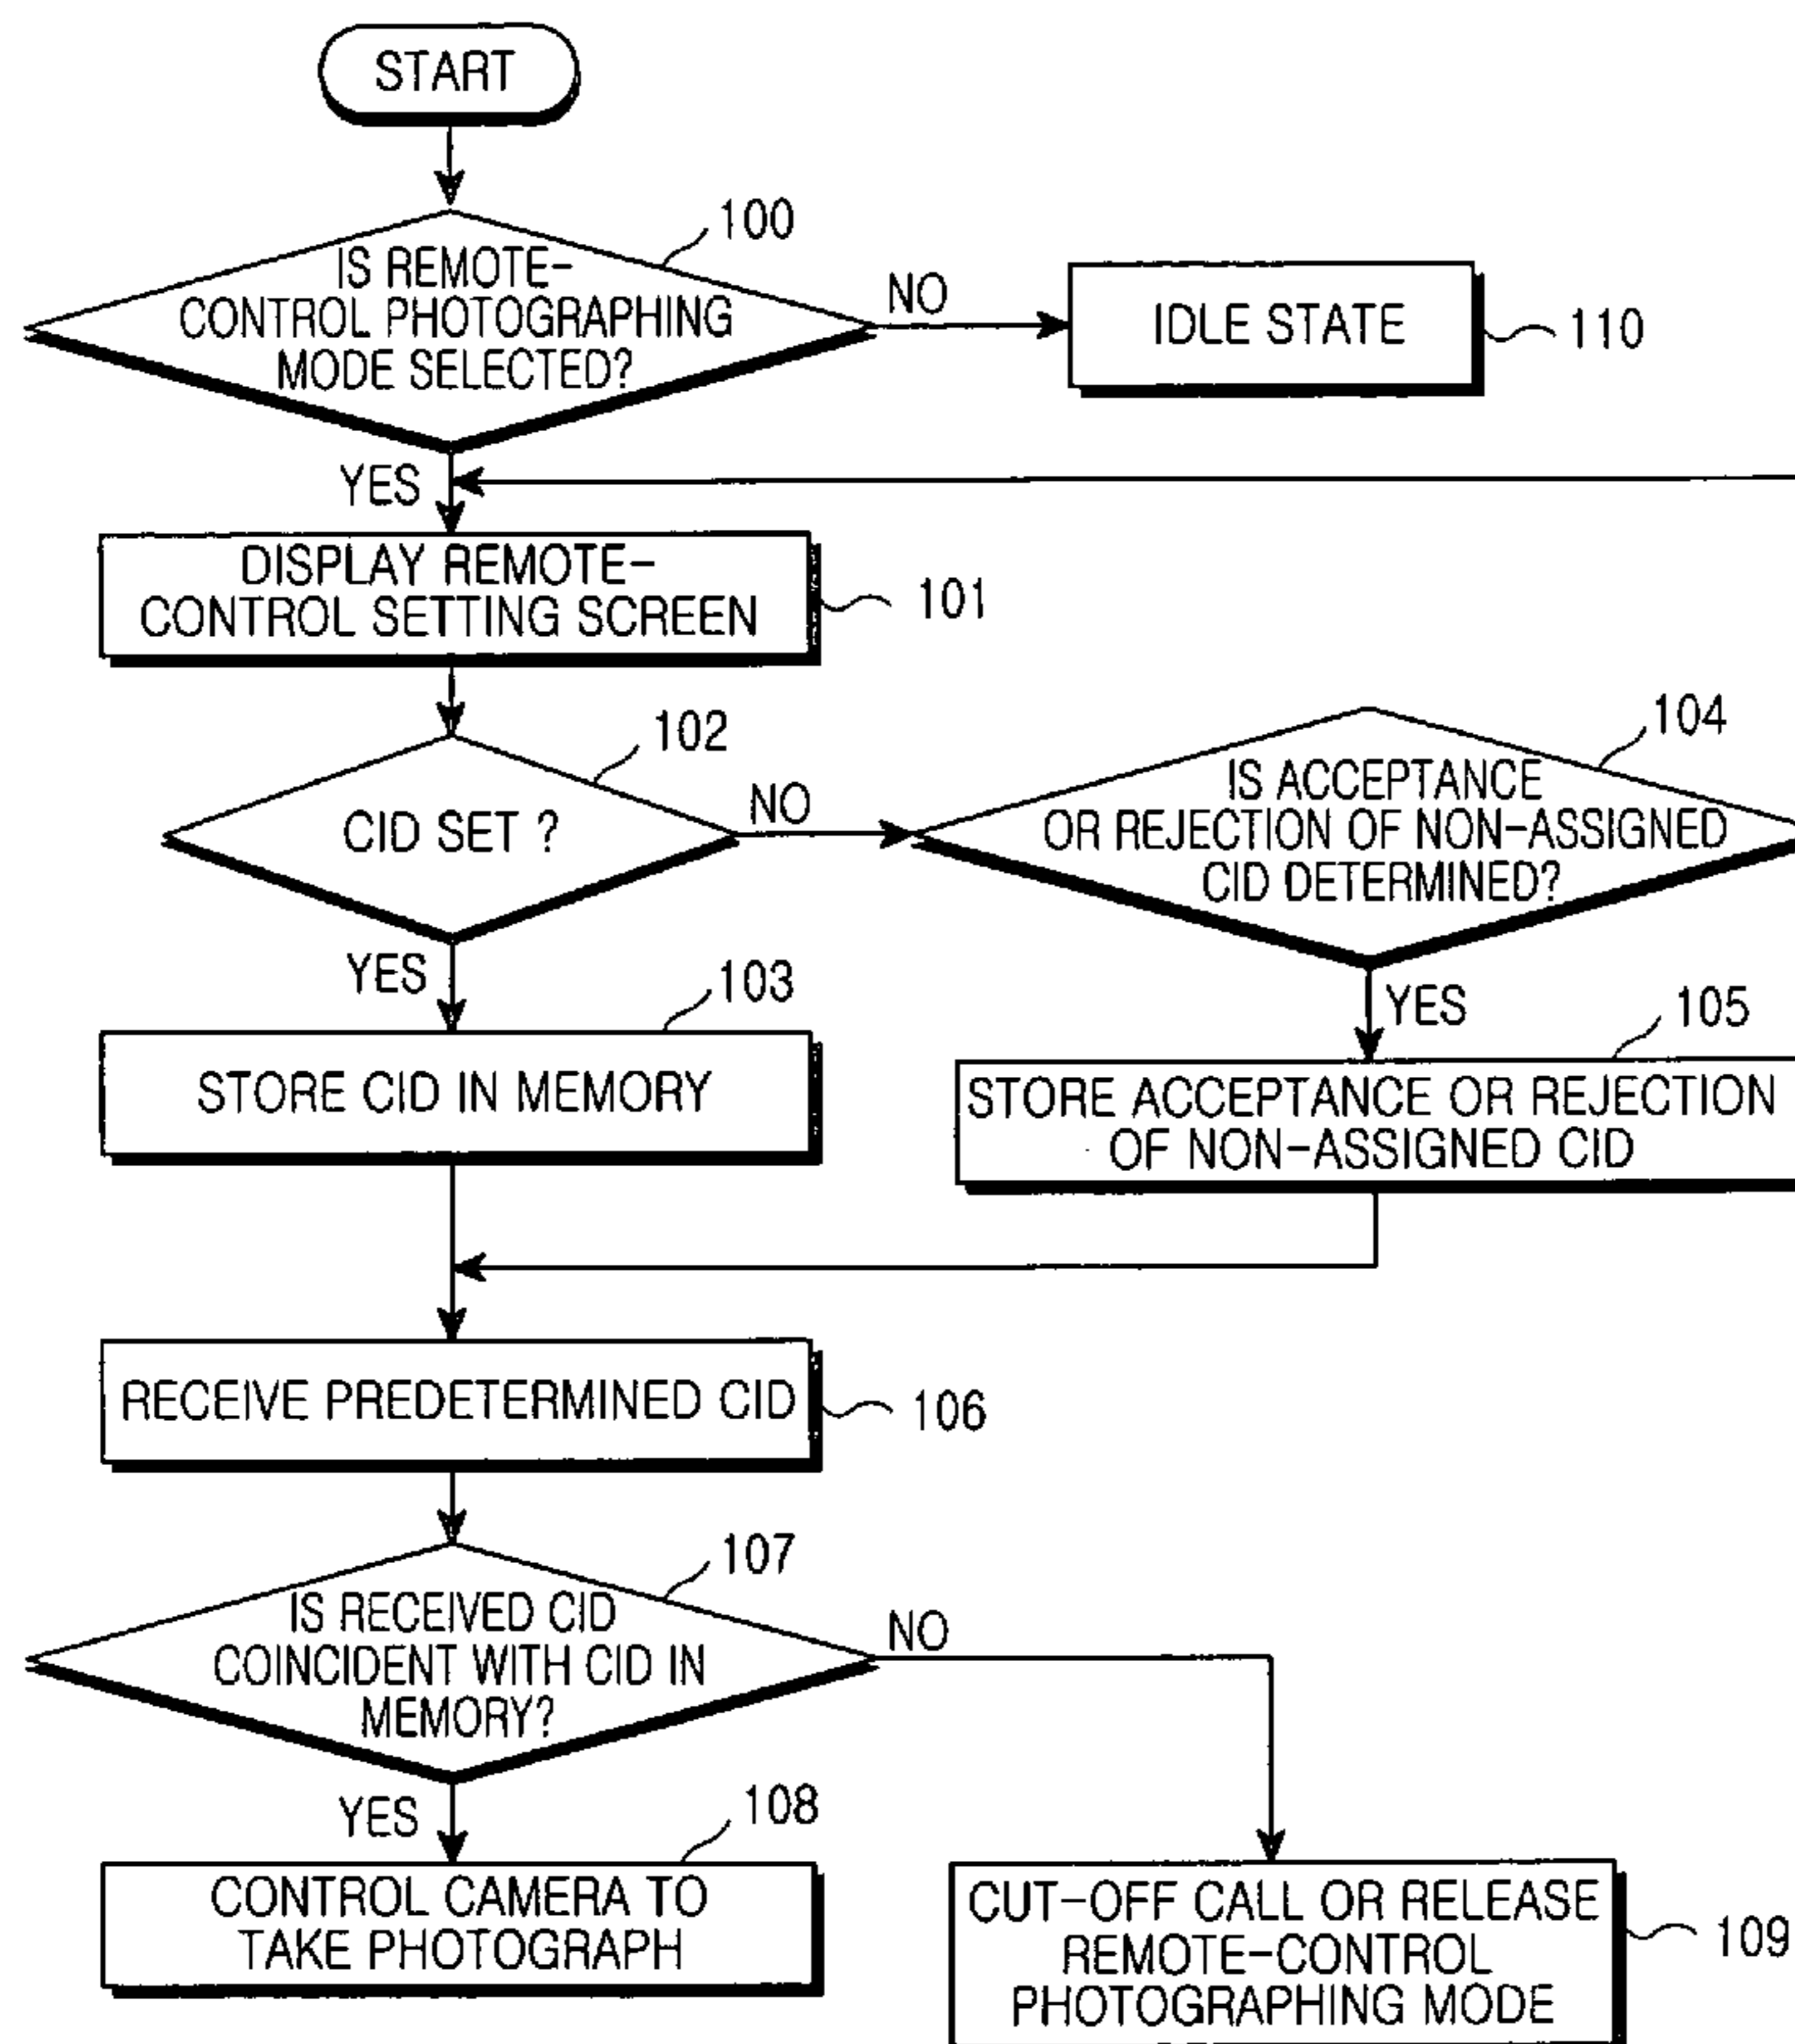 START
100
IS REMOTE-
CONTROL PHOTOGRAPHING
MODE SELECTED?
NO
IDLE STATE
110
YES
DISPLAY REMOTE-
CONTROL SETTING SCREEN
101
102
CID SET ?
NO
104
IS ACCEPTANCE
OR REJECTION OF NON-ASSIGNED
CID DETERMINED?
YES
103
STORE CID IN MEMORY
YES
105
STORE ACCEPTANCE OR REJECTION
OF NON-ASSIGNED CID
RECEIVE PREDETERMINED CID
106
107
IS RECEIVED CID
COINCIDENT WITH CID IN
MEMORY?
NO
YES
108
CONTROL CAMERA TO
TAKE PHOTOGRAPH
CUT-OFF CALL OR RELEASE
REMOTE-CONTROL
PHOTOGRAPHING MODE
109